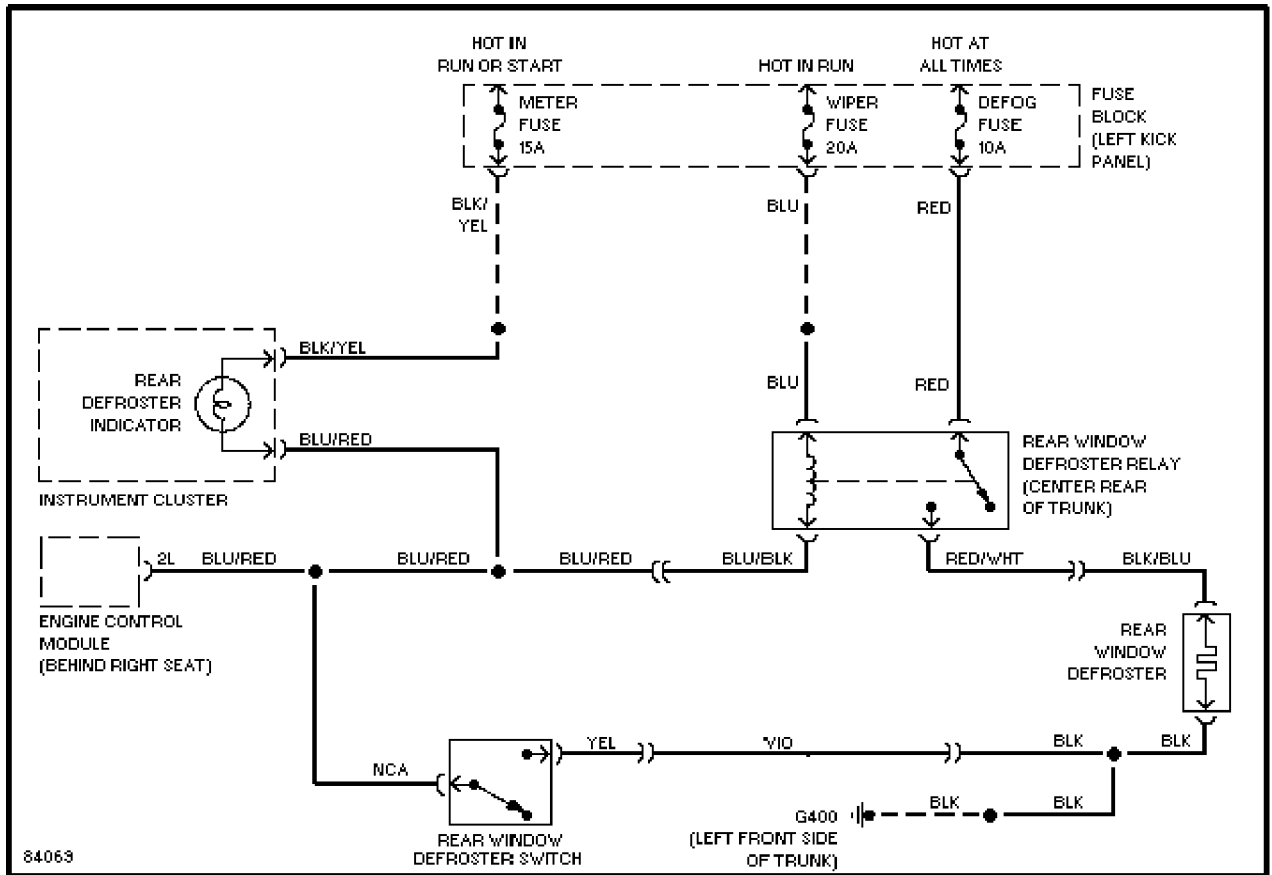 HOT IN
RUN OR START
HOT IN RUN
HOT AT
ALL TIMES
METER
FUSE
15A
WIPER
FUSE
20A
DEFOG
FUSE
10A
FUSE
BLOCK
(LEFT KICK
PANEL)
BLK/
YEL
BLU
RED
BLK/YEL
REAR
DEFROSTER
INDICATOR
BLU
RED
BLU/RED
INSTRUMENT CLUSTER
REAR WINDOW
DEFROSTER RELAY
(CENTER REAR
OF TRUNK)
2L
BLU/RED
BLU/RED
BLU/RED
BLU/BLK
RED/WHT
BLK/BLU
ENGINE CONTROL
MODULE
(BEHIND RIGHT SEAT)
REAR
WINDOW
DEFROSTER
YEL
VIO
BLK
BLK
NCA
BLK
BLK
G400
(LEFT FRONT SIDE
OF TRUNK)
REAR WINDOW
DEFROSTER SWITCH
84069